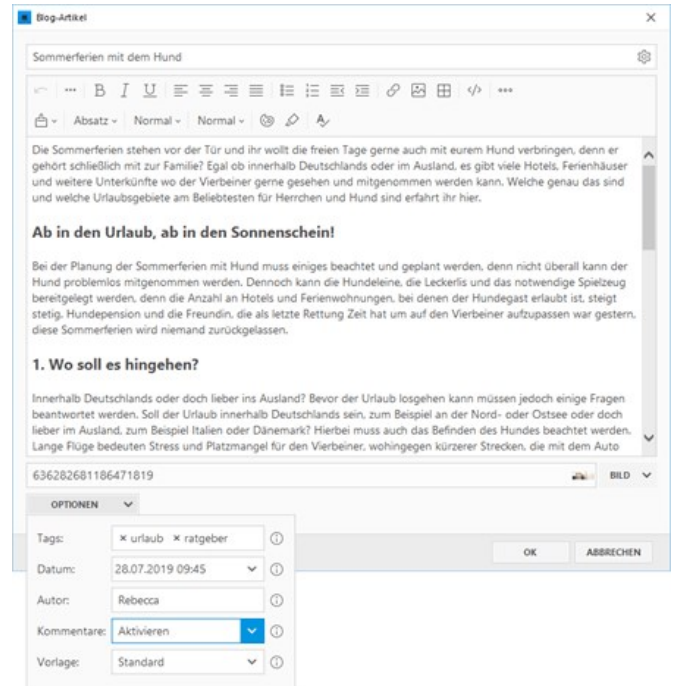 Blog-Artikel
Sommerferien mit dem Hund
B I U
Absatz Normal Normal
Die Sommerferien stehen vor der Tür und ihr wollt die freien Tage gerne auch mit eurem Hund verbringen, denn er
gehört schließlich mit zur Familie? Egal ob innerhalb Deutschlands oder im Ausland, es gibt viele Hotels, Ferienhäuser
und weitere Unterkünfte wo der Vierbeiner gerne gesehen und mitgenommen werden kann. Welche genau das sind
und welche Urlaubsgebiete am Beliebtesten für Herrchen und Hund sind erfahrt ihr hier.
Ab in den Urlaub, ab in den Sonnenschein!
Bei der Planung der Sommerferien mit Hund muss einiges beachtet und geplant werden, denn nicht überall kann der
Hund problemlos mitgenommen werden. Dennoch kann die Hundeleine, die Leckerlis und das notwendige Spielzeug
bereitgelegt werden, denn die Anzahl an Hotels und Ferienwohnungen, bei denen der Hundegast erlaubt ist, steigt
stetig. Hundepension und die Freundin, die als letzte Rettung Zeit hat um auf den Vierbeiner aufzupassen war gestern,
diese Sommerferien wird niemand zurückgelassen.
1. Wo soll es hingehen?
Innerhalb Deutschlands oder doch lieber ins Ausland? Bevor der Urlaub losgehen kann müssen jedoch einige Fragen
beantwortet werden. Soll der Urlaub innerhalb Deutschlands sein, zum Beispiel an der Nord- oder Ostsee oder doch
lieber im Ausland, zum Beispiel Italien oder Dänemark? Hierbei muss auch das Befinden des Hundes beachtet werden.
Lange Flüge bedeuten Stress und Platzmangel für den Vierbeiner, wohingegen kürzerer Strecken, die mit dem Auto
636282681186471819 BILD
OPTIONEN
Tags: × urlaub × ratgeber
OK ABBRECHEN
Datum: 28.07.2019 09:45
Autor: Rebecca
Kommentare: Aktivieren
Vorlage: Standard